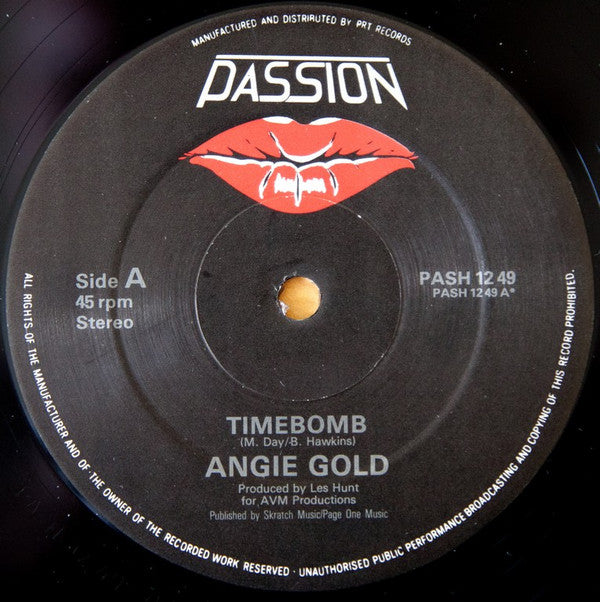 MANUFACTURED AND DISTRIBUTED BY PRT RECORDS
PASSION
Side A
45 rpm
Stereo
PASH 12 49
PASH 12 49 A*
TIMEBOMB
(M. Day/-B. Hawkins)
ANGIE GOLD
Produced by Les Hunt
for AVM Productions
Published by Skratch Music/Page One Music
ALL RIGHTS OF THE MANUFACTURER AND OF THE OWNER OF THE RECORDED WORK RESERVED · UNAUTHORISED PUBLIC PERFORMANCE BROADCASTING AND COPYING OF THIS RECORD PROHIBITED.